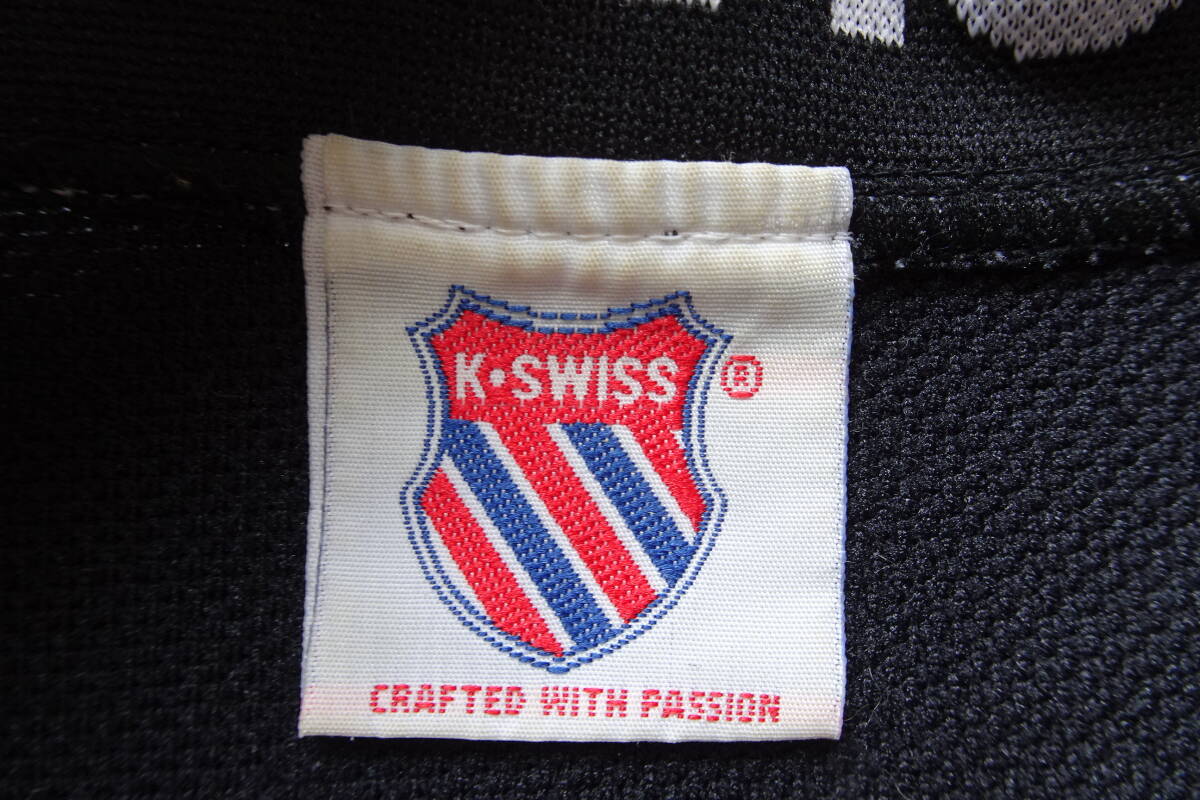 K•SWISS ®
CRAFTED WITH PASSION